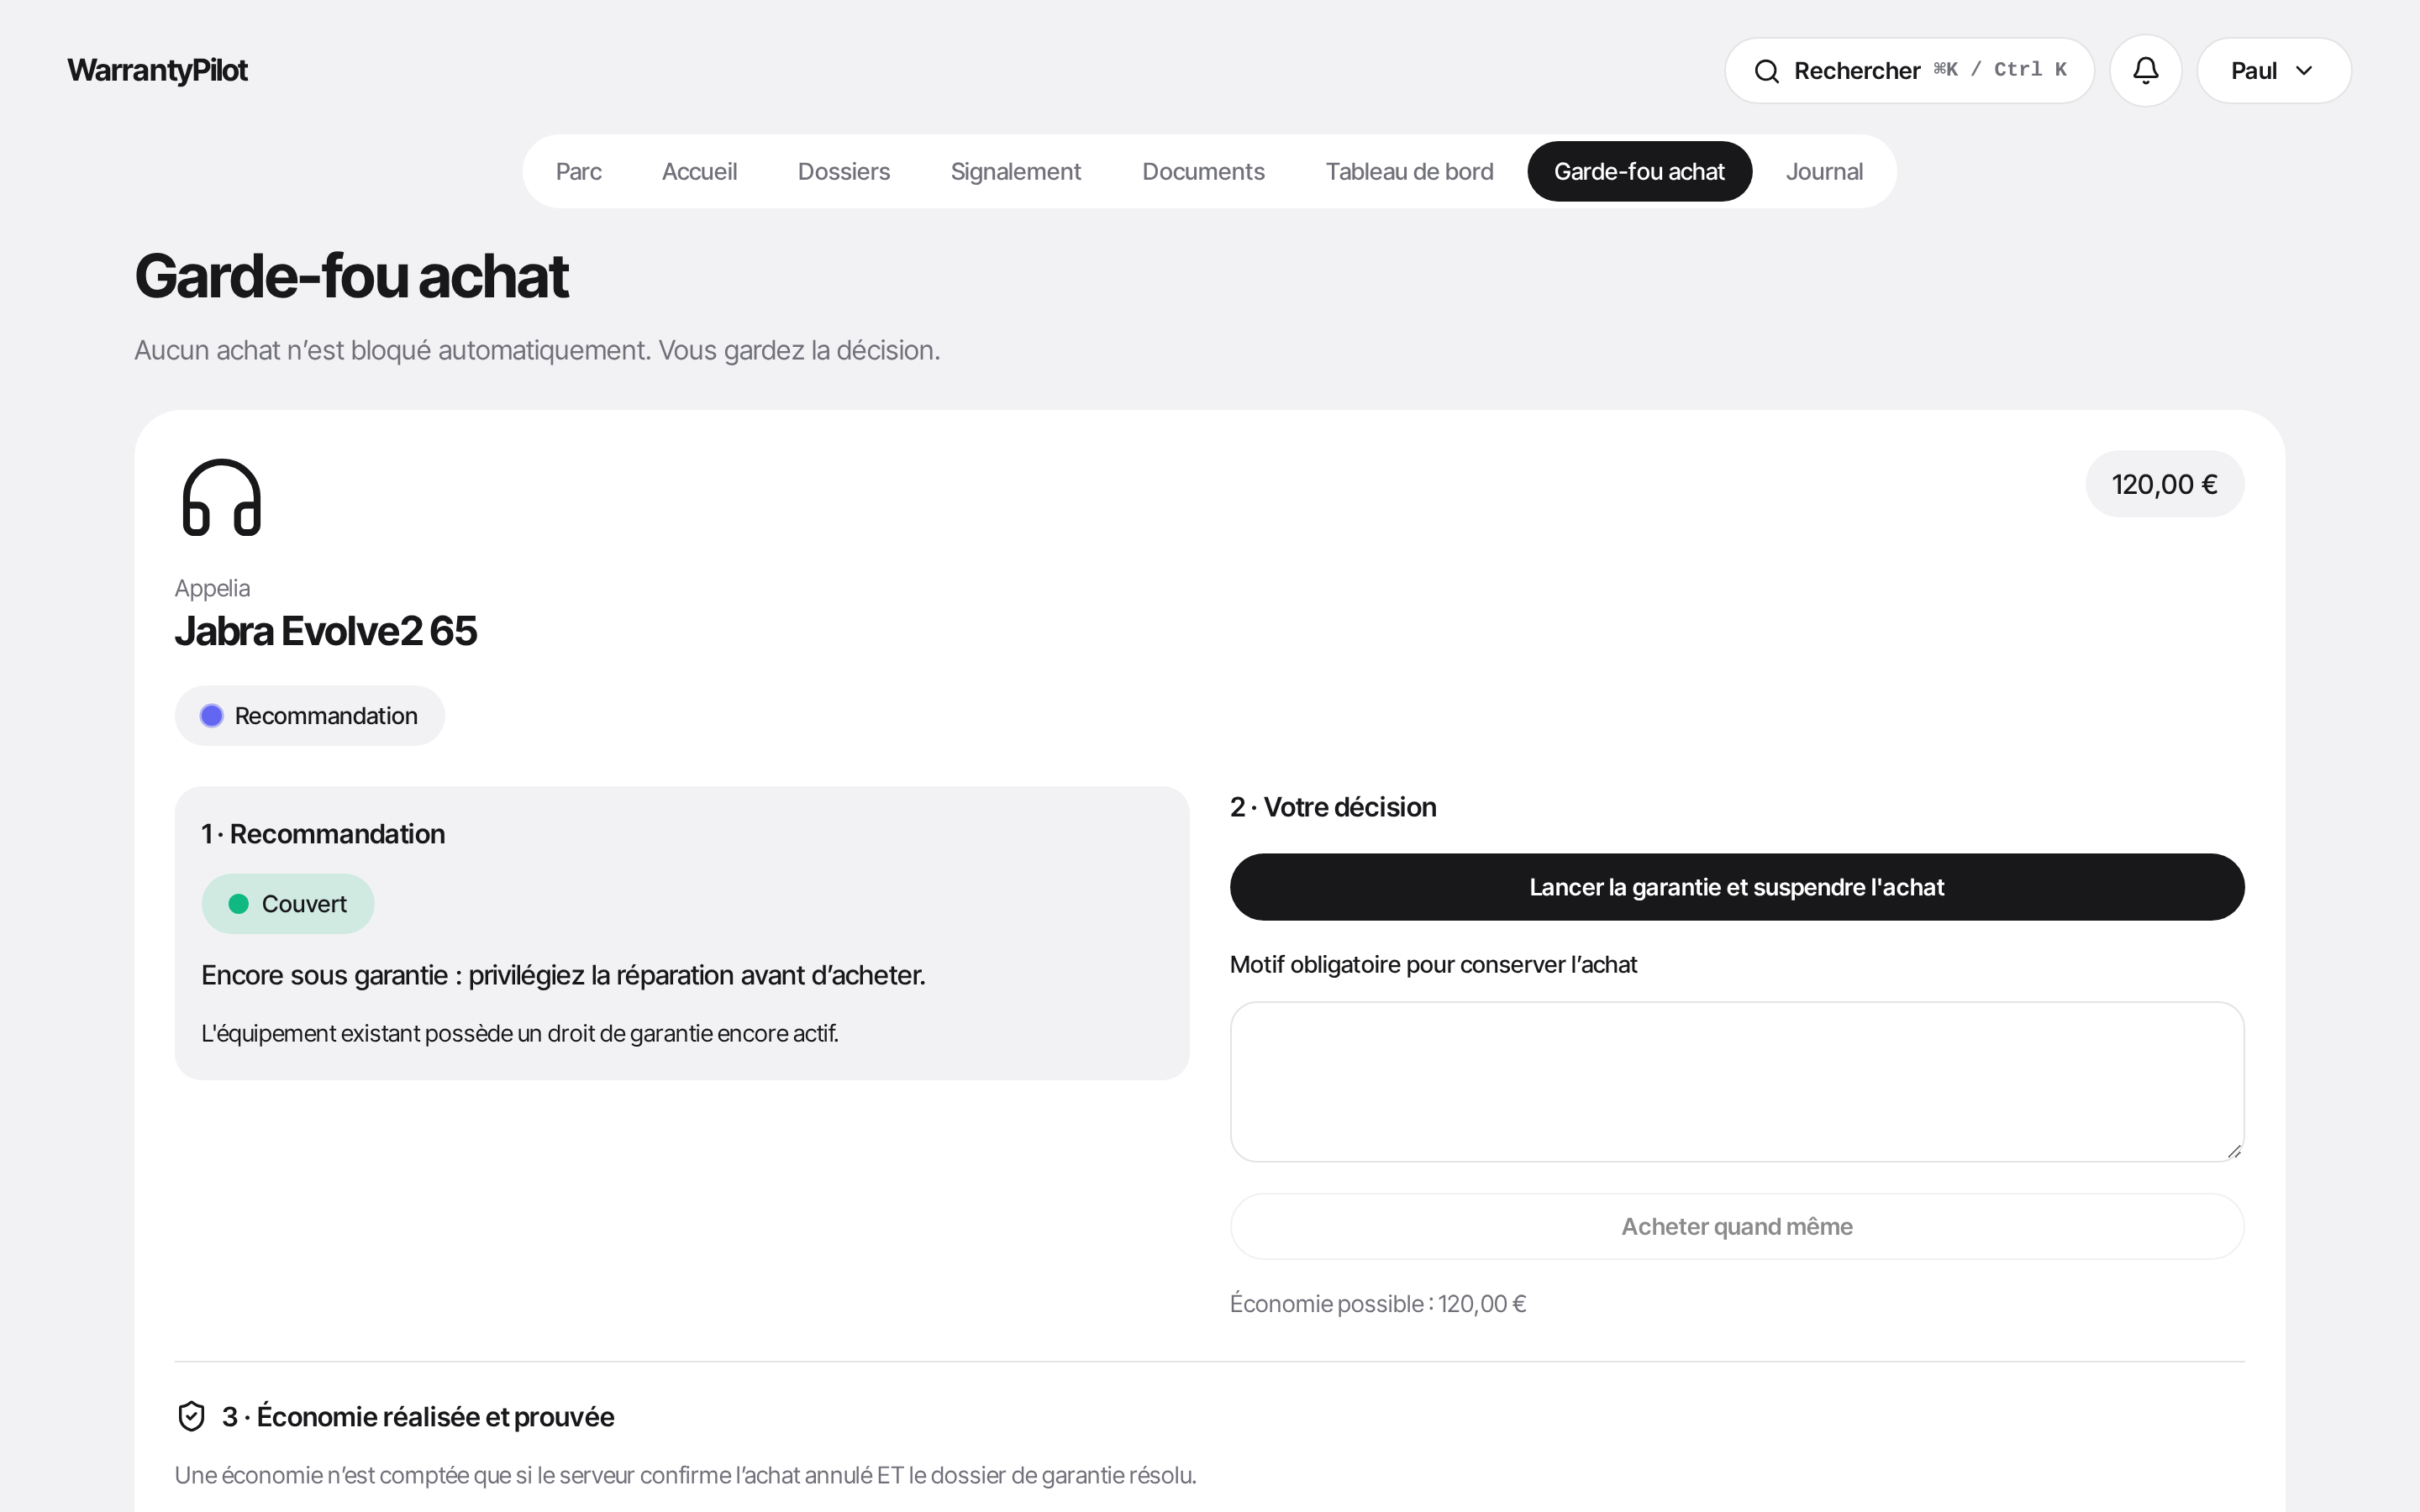 WarrantyPilot
Rechercher ⌘K / Ctrl K
Paul
Parc
Accueil
Dossiers
Signalement
Documents
Tableau de bord
Garde-fou achat
Journal
Garde-fou achat
Aucun achat n’est bloqué automatiquement. Vous gardez la décision.
120,00 €
Appelia
Jabra Evolve2 65
Recommandation
1 · Recommandation
Couvert
Encore sous garantie : privilégiez la réparation avant d’acheter.
L'équipement existant possède un droit de garantie encore actif.
2 · Votre décision
Lancer la garantie et suspendre l'achat
Motif obligatoire pour conserver l’achat
Acheter quand même
Économie possible : 120,00 €
3 · Économie réalisée et prouvée
Une économie n’est comptée que si le serveur confirme l’achat annulé ET le dossier de garantie résolu.